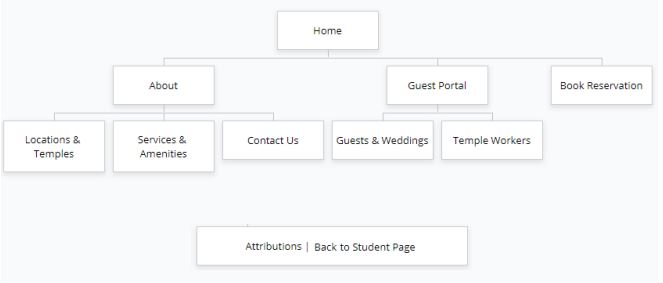 Home
About
Guest Portal
Book Reservation
Locations &
Temples
Services &
Amenities
Contact Us
Guests & Weddings
Temple Workers
Attributions | Back to Student Page